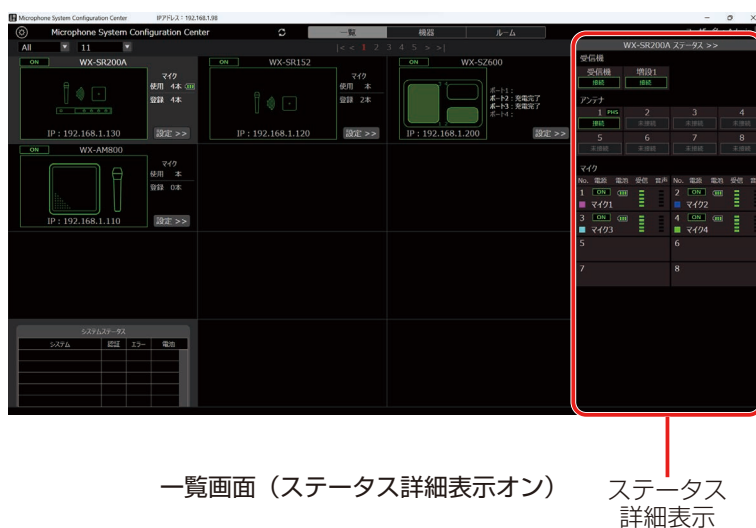 Microphone System Configuration Center IPアドレス：192.168.1.98
Microphone System Configuration Center 一覧 機器 ルーム
All 11 |<< 1 2 3 4 5 >>|
ON WX-SR200A
マイク
使用 4本
登録 4本
IP：192.168.1.130 設定 >>
ON WX-SR152
マイク
使用 本
登録 2本
IP：192.168.1.120 設定 >>
ON WX-SZ600
ポート1：
ポート2：充電完了
ポート3：充電完了
ポート4：
IP：192.168.1.200 設定 >>
ON WX-AM800
マイク
使用 本
登録 0本
IP：192.168.1.110 設定 >>
システムステータス
システム 認証 エラー 電池
WX-SR200A ステータス >>
受信機
受信機 増設1
接続 接続
アンテナ
1 PHS 2 3 4
接続 未接続 未接続 未接続
5 6 7 8
未接続 未接続 未接続 未接続
マイク
No. 電源 電池 受信 音声 No. 電源 電池 受信
1 ON 2 ON
マイク1 マイク2
3 ON 4 ON
マイク3 マイク4
5 6
7 8
一覧画面（ステータス詳細表示オン）
ステータス
詳細表示